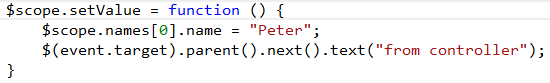 $scope.setValue = function () {
    $scope.names[0].name = "Peter";
    $(event.target).parent().next().text("from controller");
}